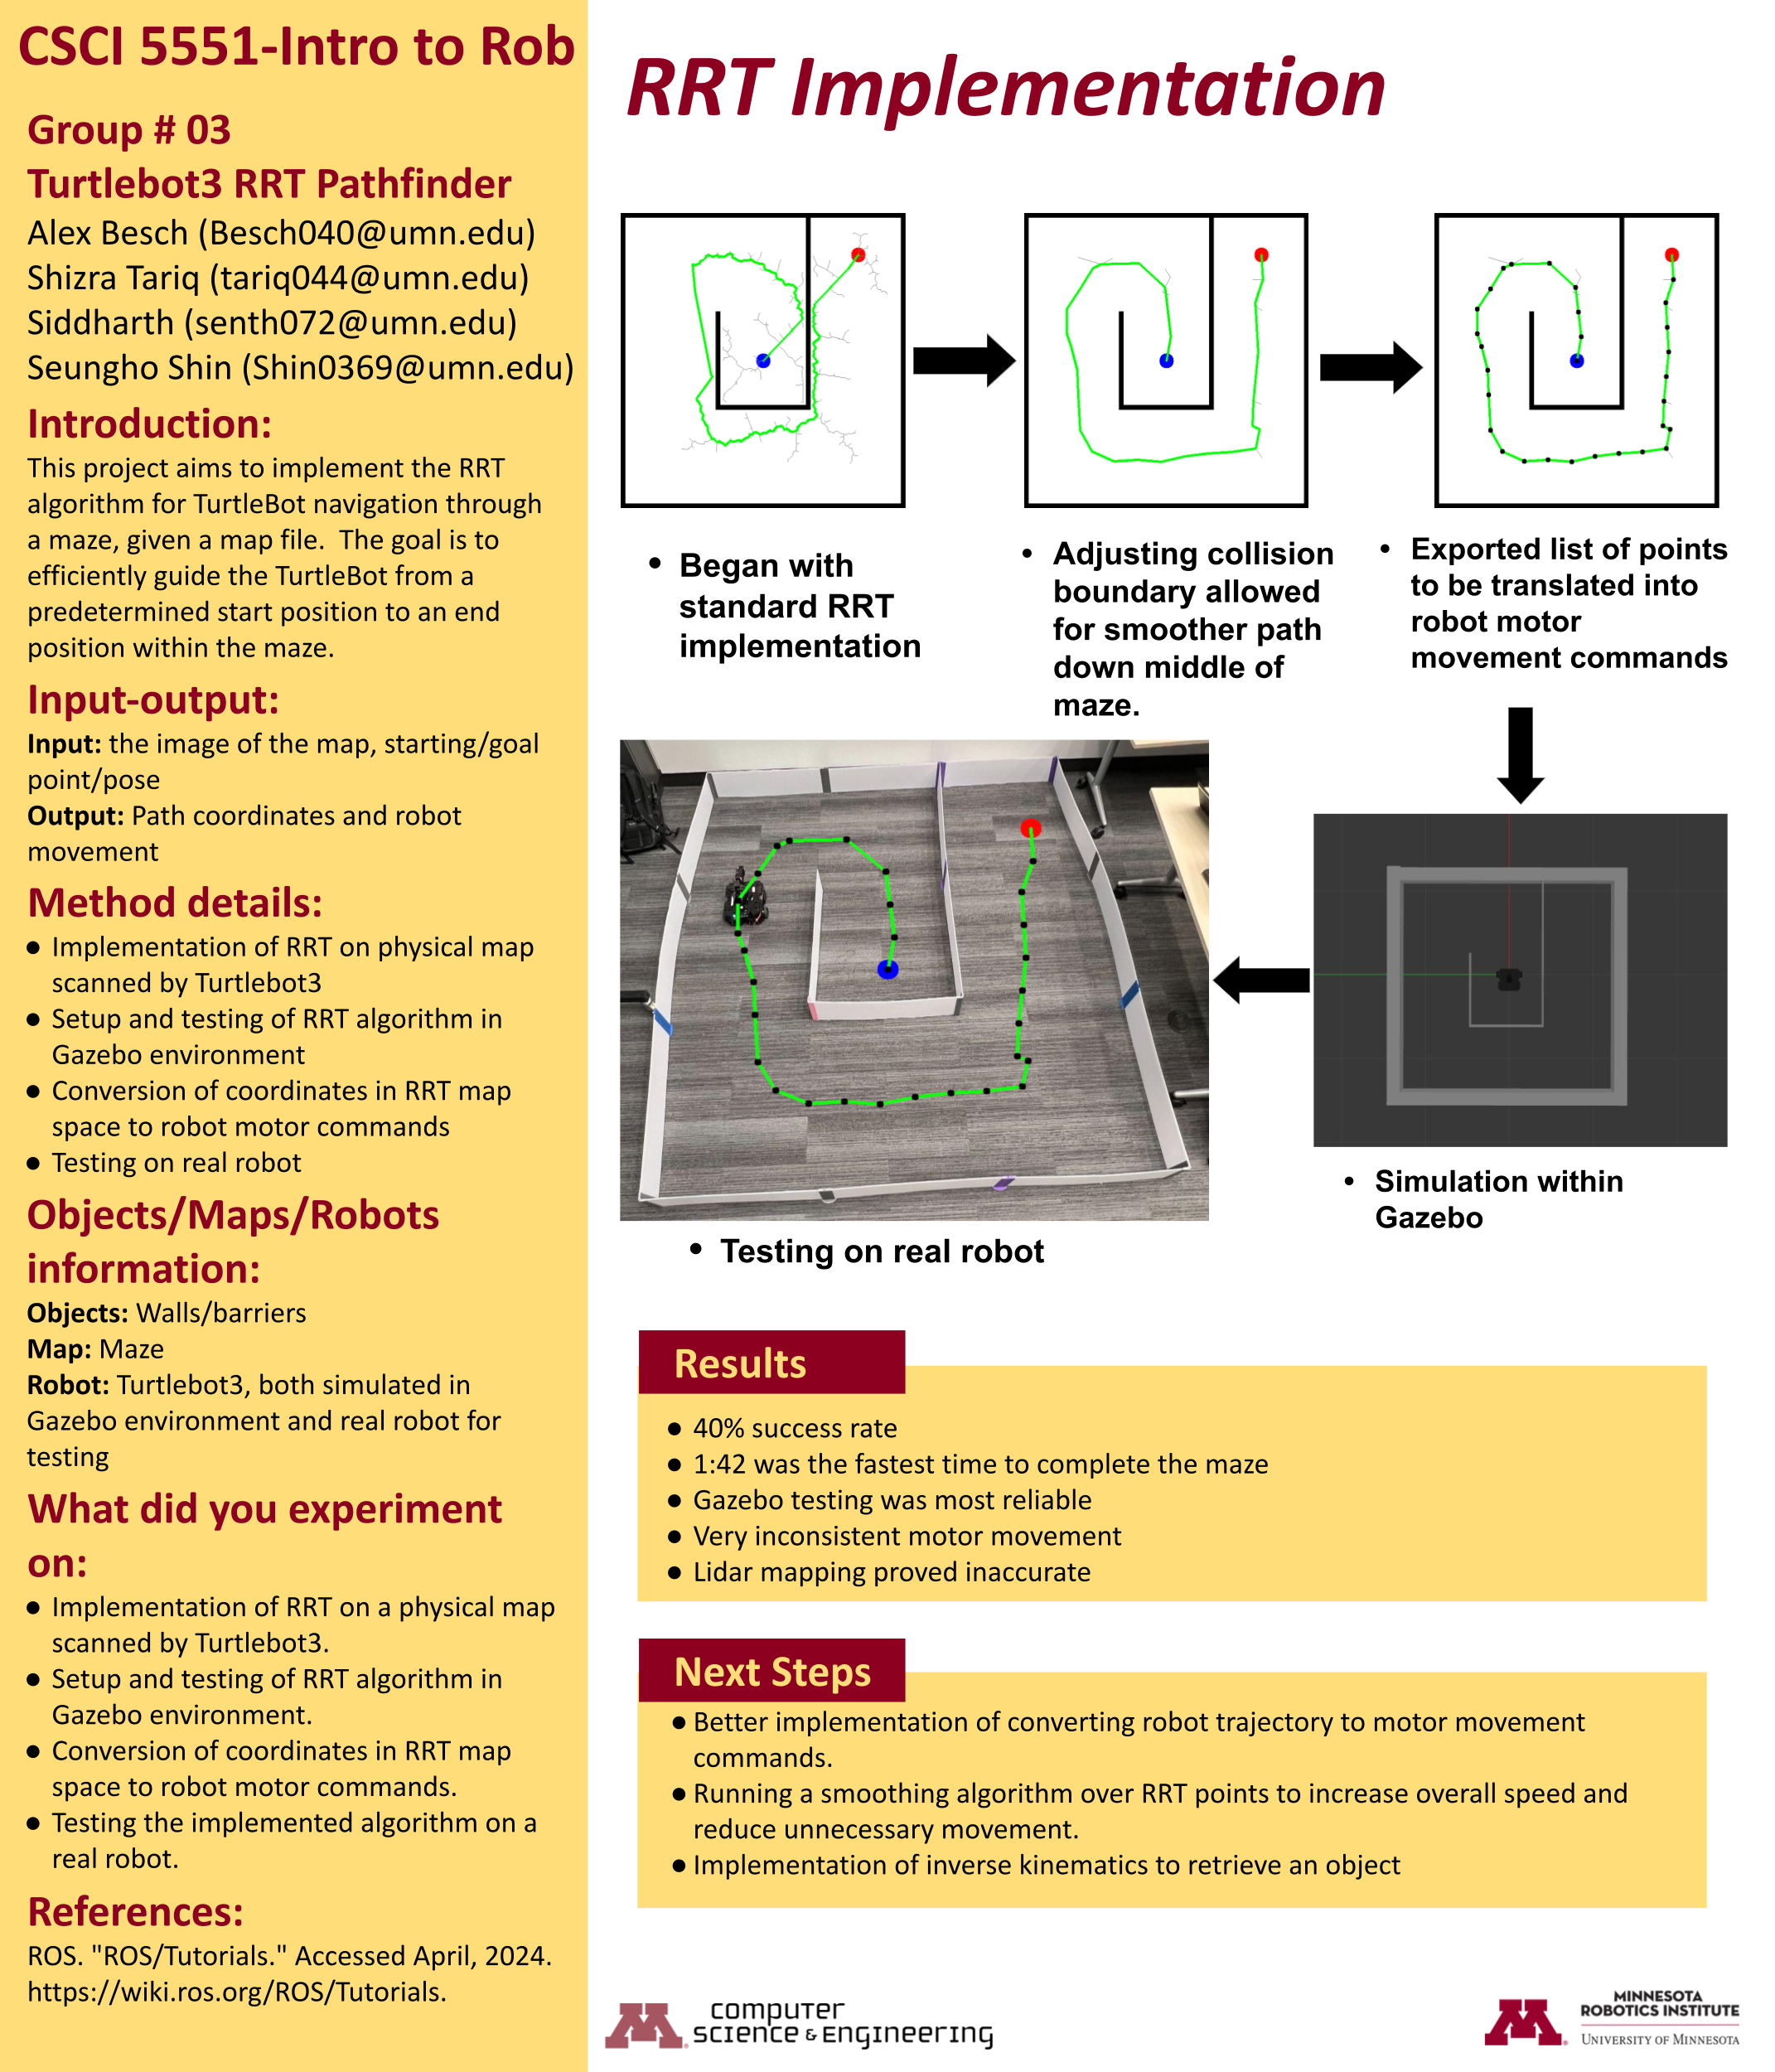 CSCI 5551-Intro to Rob
Group # 03
Turtlebot3 RRT Pathfinder
Alex Besch (Besch040@umn.edu)
Shizra Tariq (tariq044@umn.edu)
Siddharth (senth072@umn.edu)
Seungho Shin (Shin0369@umn.edu)
Introduction:
This project aims to implement the RRT
algorithm for TurtleBot navigation through
a maze, given a map file.  The goal is to
efficiently guide the TurtleBot from a
predetermined start position to an end
position within the maze.
Input-output:
Input: the image of the map, starting/goal
point/pose
Output: Path coordinates and robot
movement
Method details:
● Implementation of RRT on physical map
scanned by Turtlebot3
● Setup and testing of RRT algorithm in
Gazebo environment
● Conversion of coordinates in RRT map
space to robot motor commands
● Testing on real robot
Objects/Maps/Robots
information:
Objects: Walls/barriers
Map: Maze
Robot: Turtlebot3, both simulated in
Gazebo environment and real robot for
testing
What did you experiment
on:
● Implementation of RRT on a physical map
scanned by Turtlebot3.
● Setup and testing of RRT algorithm in
Gazebo environment.
● Conversion of coordinates in RRT map
space to robot motor commands.
● Testing the implemented algorithm on a
real robot.
References:
ROS. "ROS/Tutorials." Accessed April, 2024.
https://wiki.ros.org/ROS/Tutorials.
RRT Implementation
• Began with
standard RRT
implementation
• Adjusting collision
boundary allowed
for smoother path
down middle of
maze.
• Exported list of points
to be translated into
robot motor
movement commands
• Simulation within
Gazebo
• Testing on real robot
Results
● 40% success rate
● 1:42 was the fastest time to complete the maze
● Gazebo testing was most reliable
● Very inconsistent motor movement
● Lidar mapping proved inaccurate
Next Steps
● Better implementation of converting robot trajectory to motor movement
commands.
● Running a smoothing algorithm over RRT points to increase overall speed and
reduce unnecessary movement.
● Implementation of inverse kinematics to retrieve an object
M
computer
science & engineering
M
MINNESOTA
ROBOTICS INSTITUTE
UNIVERSITY OF MINNESOTA